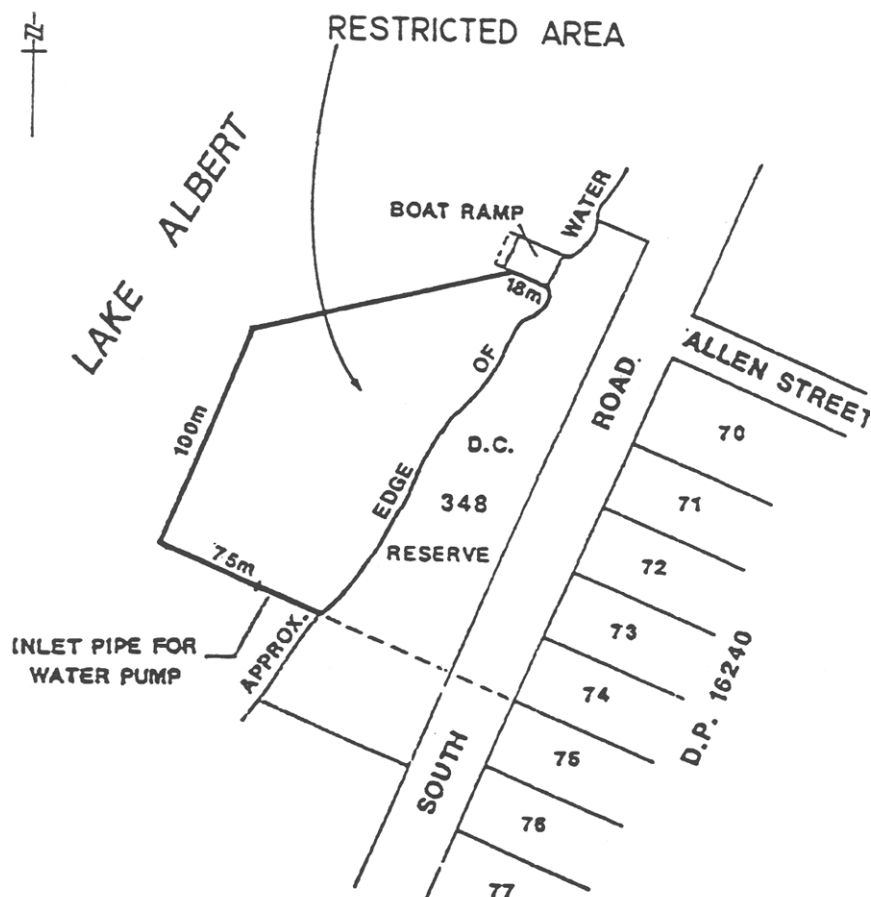 N
RESTRICTED AREA
LAKE ALBERT
BOAT RAMP
WATER
18m
ALLEN STREET
ROAD
OF
100m
EDGE
D.C.
348
RESERVE
70
71
72
73
74
75
76
77
75m
INLET PIPE FOR
WATER PUMP
APPROX.
SOUTH
D.P. 16240